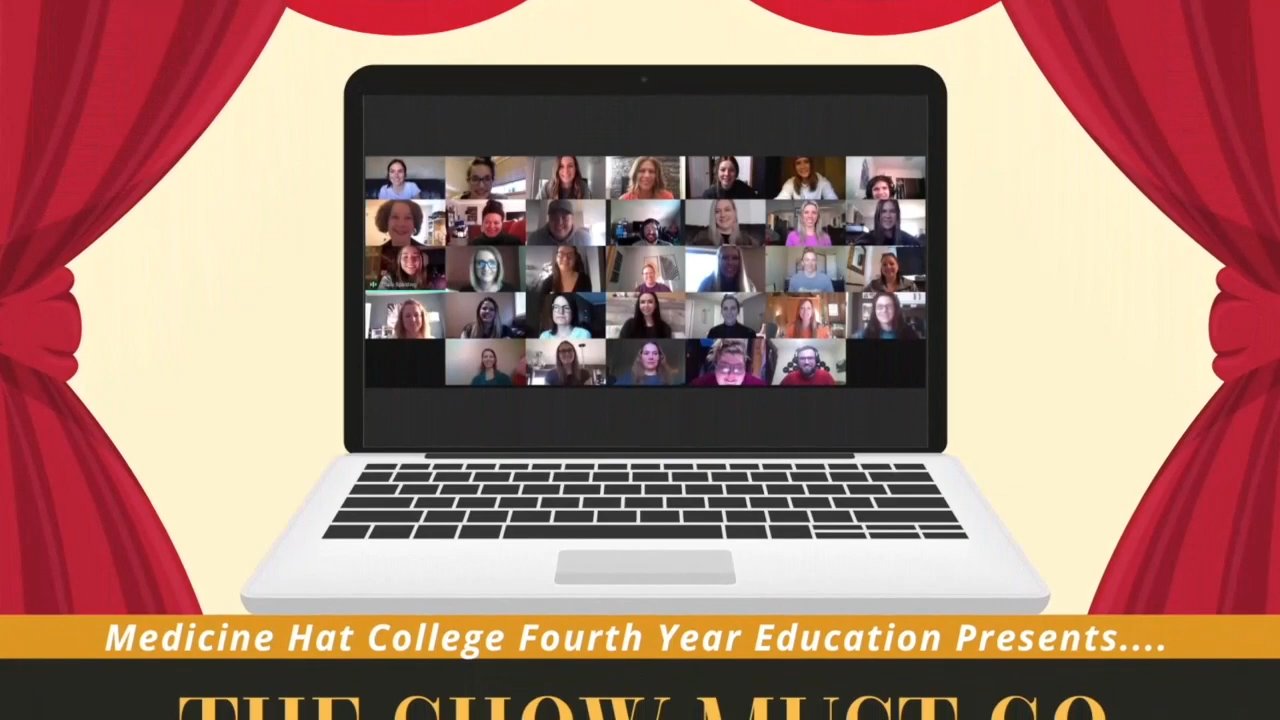 Medicine Hat College Fourth Year Education Presents....
THE SHOW MUST GO